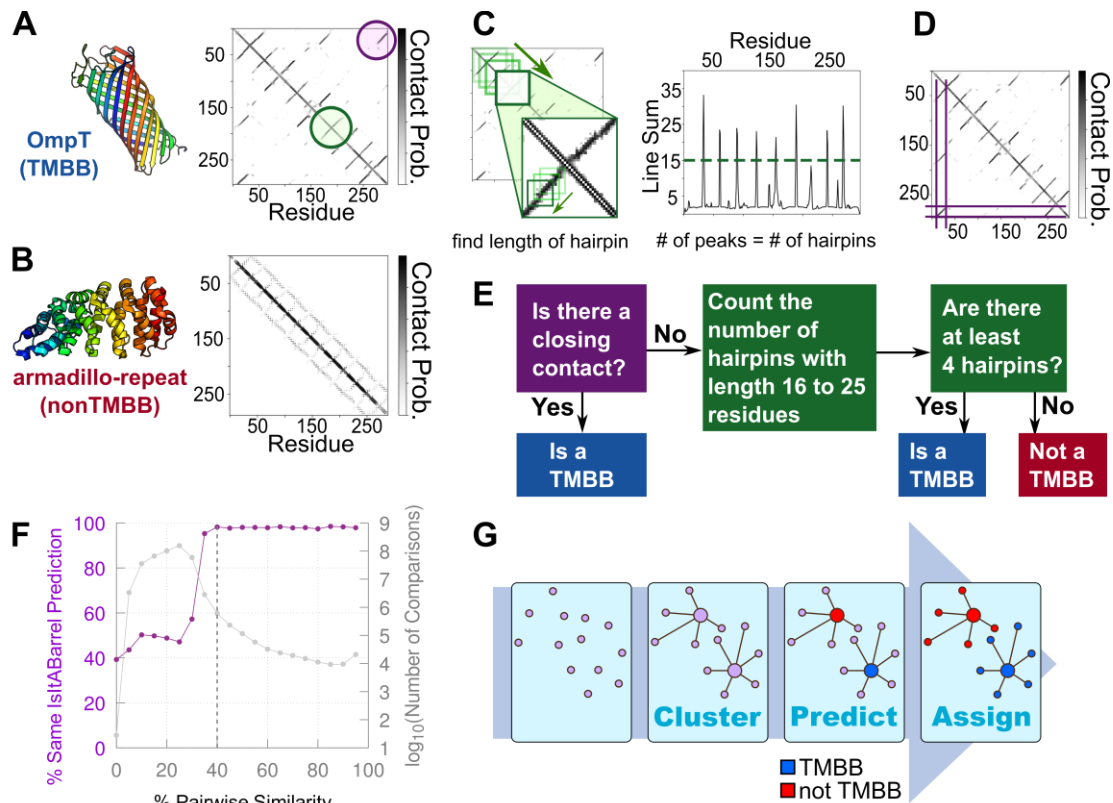 A
OmpT
(TMBB)
50
150
250
50 150 250
Residue
Contact Prob.
B
armadillo-repeat
(nonTMBB)
50
150
250
50 150 250
Residue
Contact Prob.
C
find length of hairpin
Residue
50 150 250
35
25
15
5
Line Sum
# of peaks = # of hairpins
D
50
150
250
50 150 250
Contact Prob.
E
Is there a
closing
contact?
No
Count the
number of
hairpins with
length 16 to 25
residues
Are there
at least
4 hairpins?
Yes
Is a
TMBB
Yes
No
Is a
TMBB
Not a
TMBB
F
% Same IsItABarrel Prediction
100
80
60
40
20
0
9
8
7
6
5
4
3
2
1
log10(Number of Comparisons)
0 20 40 60 80 100
% Pairwise Similarity
G
Cluster
Predict
Assign
TMBB
not TMBB